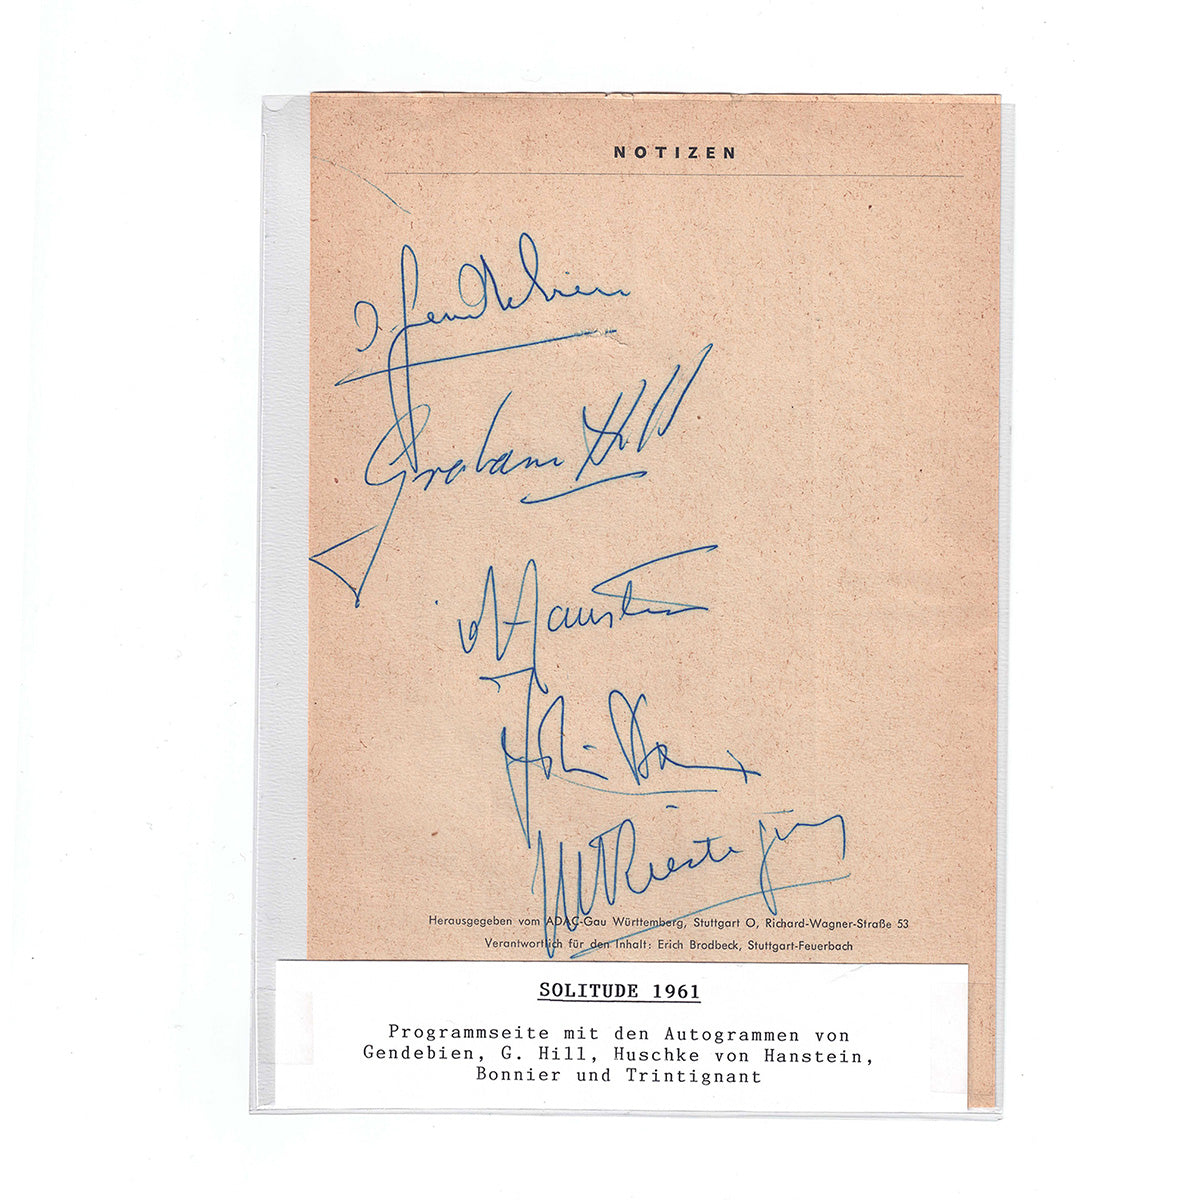 NOTIZEN
Gendebien
Graham Hill
v Hanstein
Herausgegeben vom ADAC-Gau Württemberg, Stuttgart O, Richard-Wagner-Straße 53
Verantwortlich für den Inhalt: Erich Brodbeck, Stuttgart-Feuerbach
SOLITUDE 1961
Programmseite mit den Autogrammen von
Gendebien, G. Hill, Huschke von Hanstein,
Bonnier und Trintignant